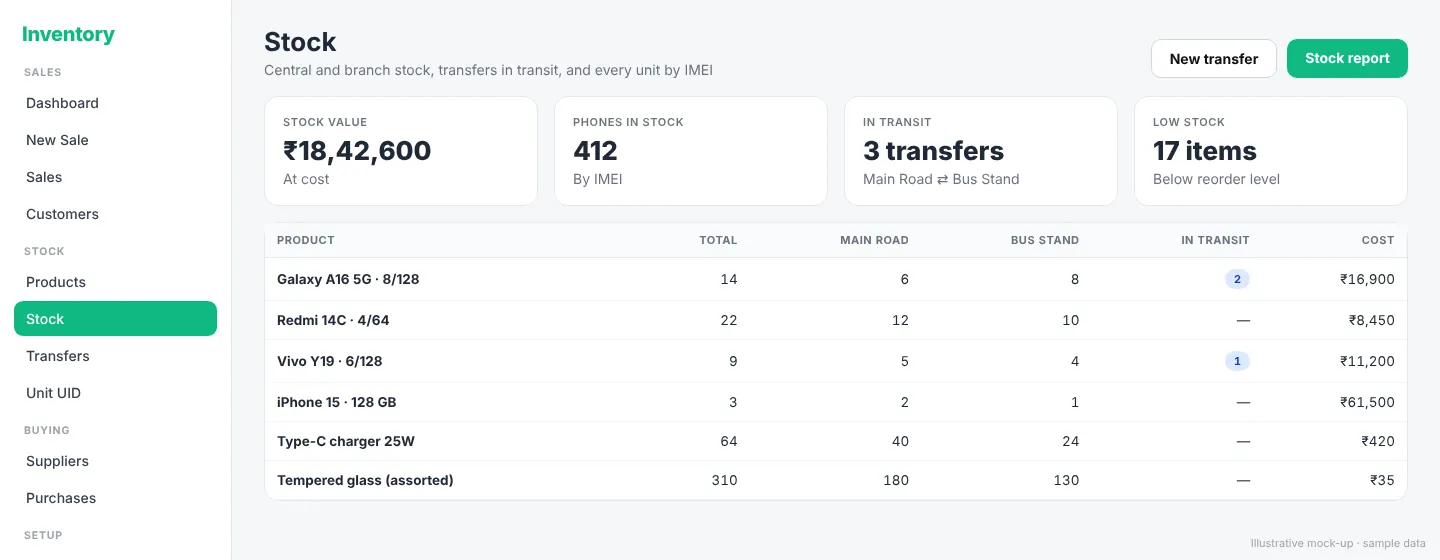 Inventory
SALES
Dashboard
New Sale
Sales
Customers
STOCK
Products
Stock
Transfers
Unit UID
BUYING
Suppliers
Purchases
SETUP
Stock
Central and branch stock, transfers in transit, and every unit by IMEI
New transfer
Stock report
STOCK VALUE
₹18,42,600
At cost
PHONES IN STOCK
412
By IMEI
IN TRANSIT
3 transfers
Main Road ⇄ Bus Stand
LOW STOCK
17 items
Below reorder level
PRODUCT TOTAL MAIN ROAD BUS STAND IN TRANSIT COST
Galaxy A16 5G · 8/128 14 6 8 2 ₹16,900
Redmi 14C · 4/64 22 12 10 — ₹8,450
Vivo Y19 · 6/128 9 5 4 1 ₹11,200
iPhone 15 · 128 GB 3 2 1 — ₹61,500
Type-C charger 25W 64 40 24 — ₹420
Tempered glass (assorted) 310 180 130 — ₹35
Illustrative mock-up · sample data